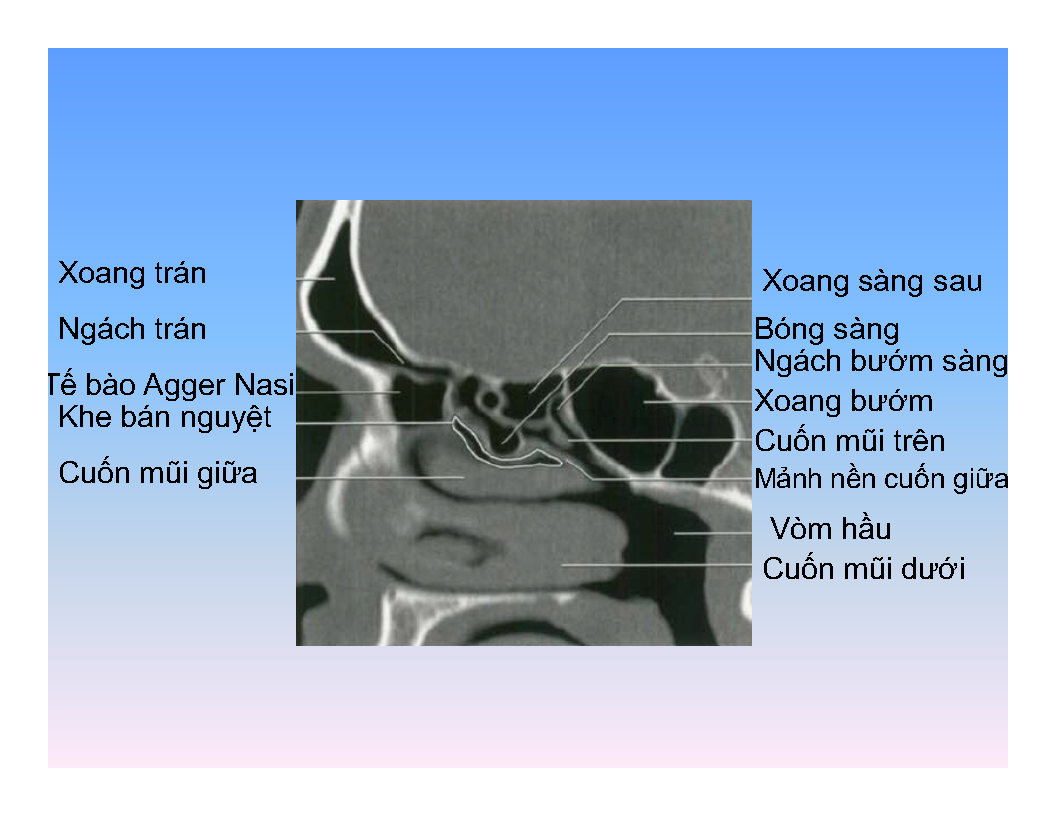 Xoang trán
Ngách trán
Tế bào Agger Nasi
Khe bán nguyệt
Cuốn mũi giữa
Xoang sàng sau
Bóng sàng
Ngách bướm sàng
Xoang bướm
Cuốn mũi trên
Mảnh nền cuốn giữa
Vòm hầu
Cuốn mũi dưới